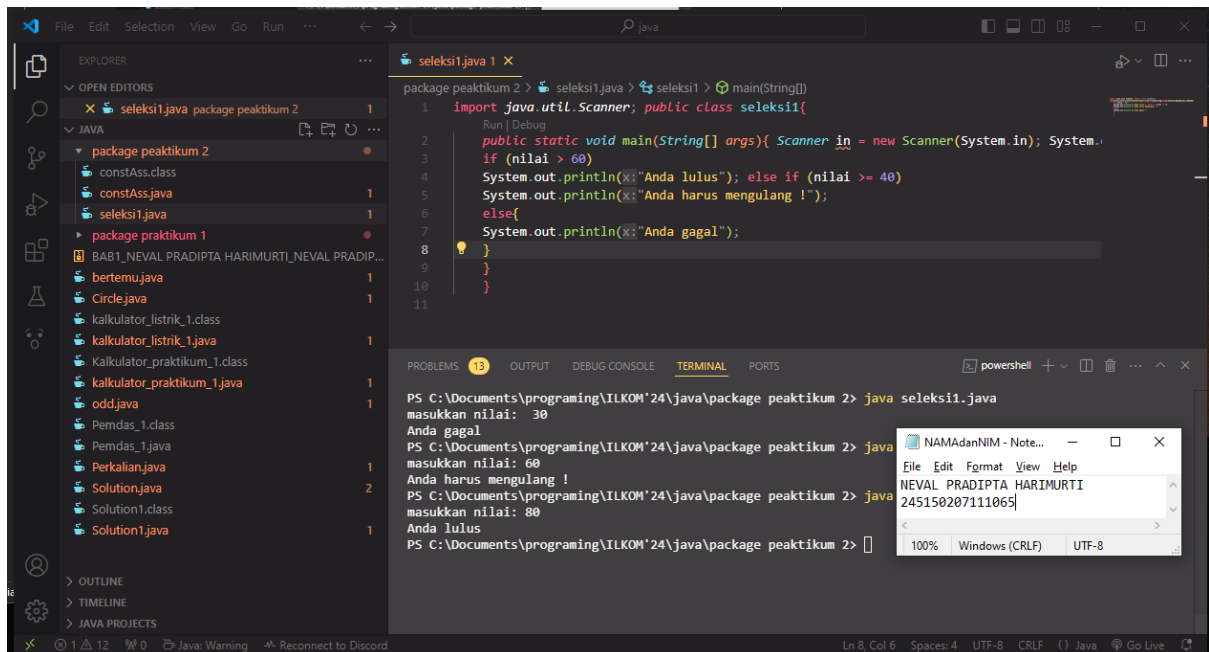 File Edit Selection View Go Run ··· java
EXPLORER
OPEN EDITORS
seleksi1.java package peaktikum 2 1
JAVA
package peaktikum 2
constAss.class
constAss.java 1
seleksi1.java 1
package praktikum 1
BAB1_NEVAL PRADIPTA HARIMURTI_NEVAL PRADIP...
bertemu.java 1
Circle.java 1
kalkulator_listrik_1.class
kalkulator_listrik_1.java 1
Kalkulator_praktikum_1.class
kalkulator_praktikum_1.java 1
odd.java 1
Pemdas_1.class
Pemdas_1.java
Perkalian.java 1
Solution.java 2
Solution1.class
Solution1.java 1
OUTLINE
TIMELINE
JAVA PROJECTS
seleksi1.java 1
package peaktikum 2 > seleksi1.java > seleksi1 > main(String[])
1 import java.util.Scanner; public class seleksi1{
Run | Debug
2 public static void main(String[] args){ Scanner in = new Scanner(System.in); System.
3 if (nilai > 60)
4 System.out.println(x:"Anda lulus"); else if (nilai >= 40)
5 System.out.println(x:"Anda harus mengulang !");
6 else{
7 System.out.println(x:"Anda gagal");
8 }
9 }
10 }
11
PROBLEMS 13 OUTPUT DEBUG CONSOLE TERMINAL PORTS powershell
PS C:\Documents\programing\ILKOM'24\java\package peaktikum 2> java seleksi1.java
masukkan nilai: 30
Anda gagal
PS C:\Documents\programing\ILKOM'24\java\package peaktikum 2> java
masukkan nilai: 60
Anda harus mengulang !
PS C:\Documents\programing\ILKOM'24\java\package peaktikum 2> java
masukkan nilai: 80
Anda lulus
PS C:\Documents\programing\ILKOM'24\java\package peaktikum 2>
NAMAdanNIM - Note...
File Edit Format View Help
NEVAL PRADIPTA HARIMURTI
245150207111065
100% Windows (CRLF) UTF-8
1 12 0 Java: Warning Reconnect to Discord Ln 8, Col 6 Spaces: 4 UTF-8 CRLF {} Java Go Live